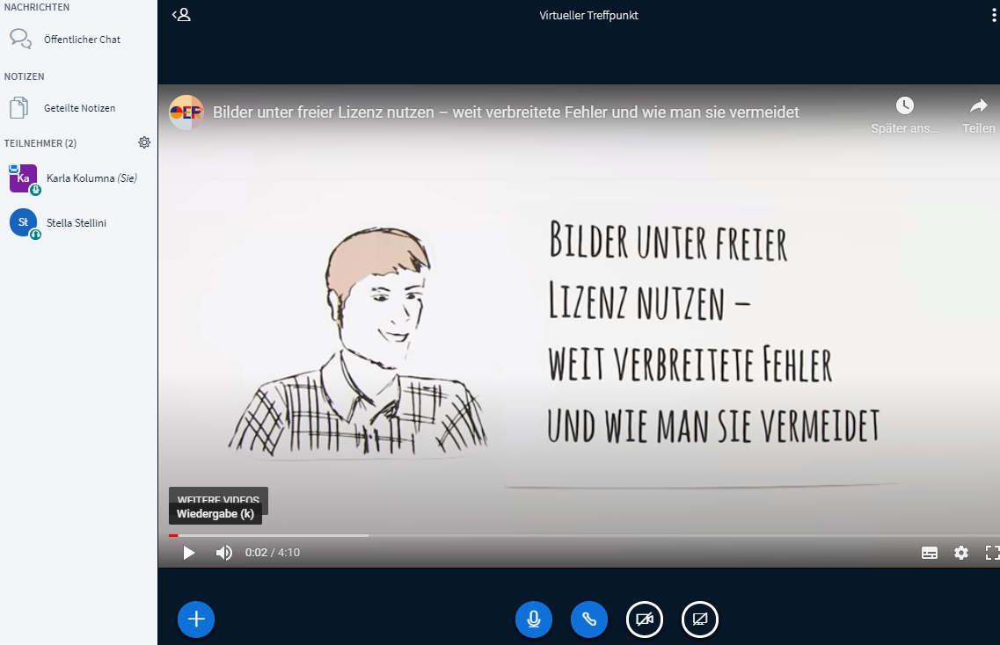 NACHRICHTEN
Öffentlicher Chat
NOTIZEN
Geteilte Notizen
TEILNEHMER (2)
Ka
Karla Kolumna (Sie)
St
Stella Stellini
Virtueller Treffpunkt
OER
Bilder unter freier Lizenz nutzen – weit verbreitete Fehler und wie man sie vermeidet
Später ans...
Teilen
BILDER UNTER FREIER
LIZENZ NUTZEN –
WEIT VERBREITETE FEHLER
UND WIE MAN SIE VERMEIDET
WEITERE VIDEOS
Wiedergabe (k)
0:02 / 4:10